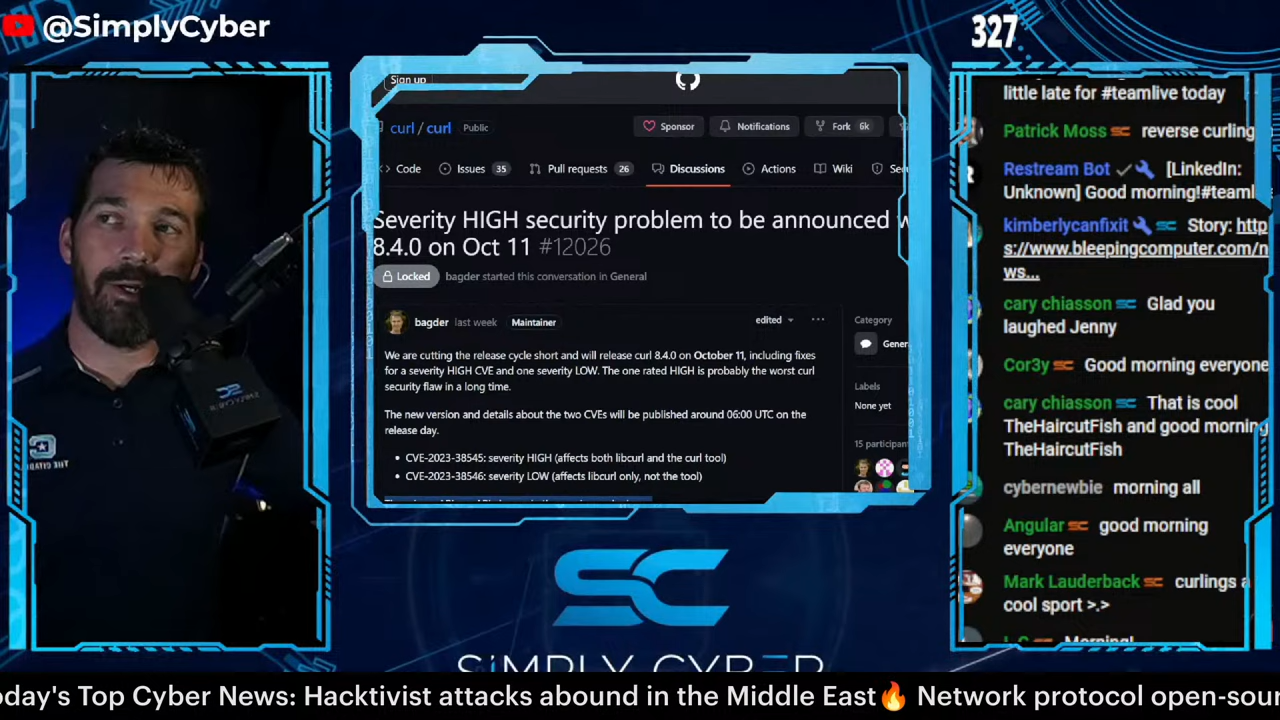 @SimplyCyber
327
Sign up
curl / curl Public
Sponsor
Notifications
Fork 6k
Code
Issues 35
Pull requests 26
Discussions
Actions
Wiki
Severity HIGH security problem to be announced
8.4.0 on Oct 11 #12026
Locked
bagder started this conversation in General
bagder last week Maintainer
edited
We are cutting the release cycle short and will release curl 8.4.0 on October 11, including fixes
for a severity HIGH CVE and one severity LOW. The one rated HIGH is probably the worst curl
security flaw in a long time.
The new version and details about the two CVEs will be published around 06:00 UTC on the
release day.
• CVE-2023-38545: severity HIGH (affects both libcurl and the curl tool)
• CVE-2023-38546: severity LOW (affects libcurl only, not the tool)
Category
Labels
None yet
15
little late for #teamlive today
Patrick Moss reverse curling
Restream Bot [LinkedIn:
Unknown] Good morning!
kimberlycanfixit Story: http
s://www.bleepingcomputer.com/n
ws...
cary chiasson Glad you
laughed Jenny
Cor3y Good morning everyone
cary chiasson That is cool
TheHaircutFish and good morning
TheHaircutFish
cybernewbie morning all
Angular good morning
everyone
Mark Lauderback curlings a
cool sport >.>
SC
SIMPLY CYBER
oday's Top Cyber News: Hacktivist attacks abound in the Middle East🔥 Network protocol open-sour